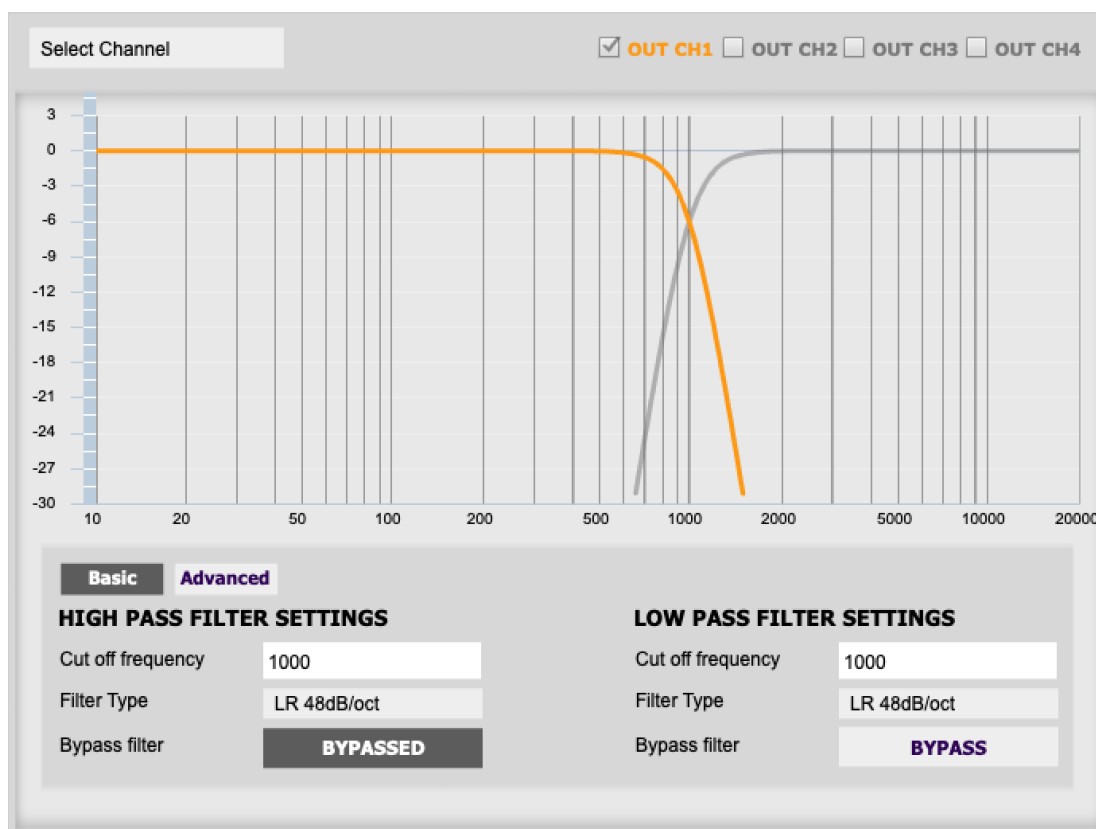 Select Channel
OUT CH1 OUT CH2 OUT CH3 OUT CH4
3
0
-3
-6
-9
-12
-15
-18
-21
-24
-27
-30
10 20 50 100 200 500 1000 2000 5000 10000 20000
Basic Advanced
HIGH PASS FILTER SETTINGS
Cut off frequency 1000
Filter Type LR 48dB/oct
Bypass filter BYPASSED
LOW PASS FILTER SETTINGS
Cut off frequency 1000
Filter Type LR 48dB/oct
Bypass filter BYPASS